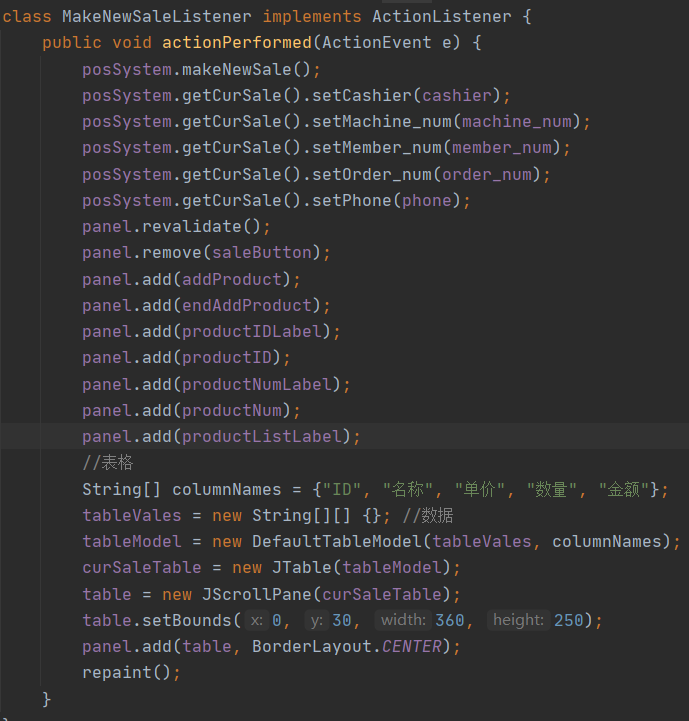 class MakeNewSaleListener implements ActionListener {
    public void actionPerformed(ActionEvent e) {
        posSystem.makeNewSale();
        posSystem.getCurSale().setCashier(cashier);
        posSystem.getCurSale().setMachine_num(machine_num);
        posSystem.getCurSale().setMember_num(member_num);
        posSystem.getCurSale().setOrder_num(order_num);
        posSystem.getCurSale().setPhone(phone);
        panel.revalidate();
        panel.remove(saleButton);
        panel.add(addProduct);
        panel.add(endAddProduct);
        panel.add(productIDLabel);
        panel.add(productID);
        panel.add(productNumLabel);
        panel.add(productNum);
        panel.add(productListLabel);
        //表格
        String[] columnNames = {"ID", "名称", "单价", "数量", "金额"};
        tableVales = new String[][] {}; //数据
        tableModel = new DefaultTableModel(tableVales, columnNames);
        curSaleTable = new JTable(tableModel);
        table = new JScrollPane(curSaleTable);
        table.setBounds( x: 0, y: 30, width: 360, height: 250);
        panel.add(table, BorderLayout.CENTER);
        repaint();
    }